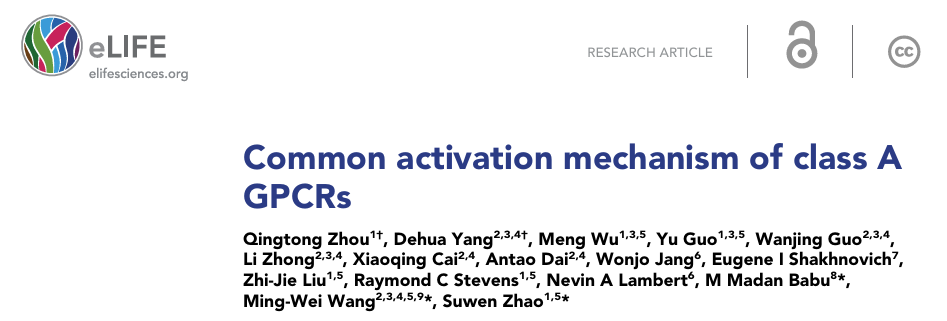 eLIFE
elifesciences.org
RESEARCH ARTICLE
cc
Common activation mechanism of class A
GPCRs
Qingtong Zhou1†, Dehua Yang2,3,4†, Meng Wu1,3,5, Yu Guo1,3,5, Wanjing Guo2,3,4,
Li Zhong2,3,4, Xiaoqing Cai2,4, Antao Dai2,4, Wonjo Jang6, Eugene I Shakhnovich7,
Zhi-Jie Liu1,5, Raymond C Stevens1,5, Nevin A Lambert6, M Madan Babu8*,
Ming-Wei Wang2,3,4,5,9*, Suwen Zhao1,5*